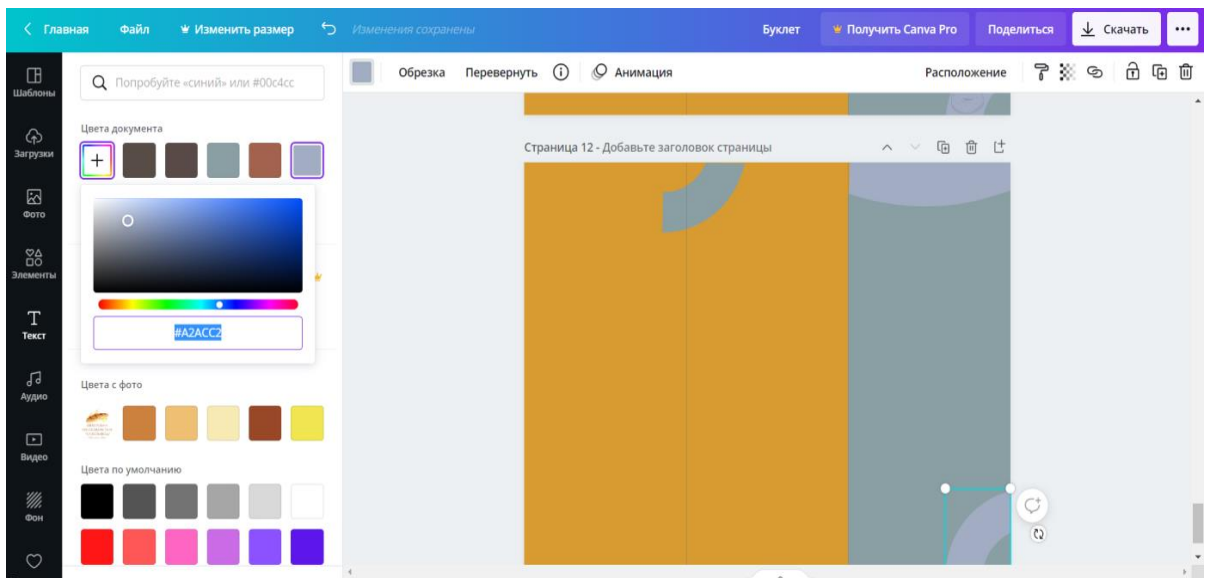 Главная Файл Изменить размер Изменения сохранены Буклет Получить Canva Pro Поделиться Скачать
Шаблоны
Загрузки
Фото
Элементы
Текст
Аудио
Видео
Фон
Попробуйте «синий» или #00c4cc
Цвета документа
#A2ACC2
Цвета с фото
Цвета по умолчанию
Обрезка Перевернуть Анимация Расположение
Страница 12 - Добавьте заголовок страницы